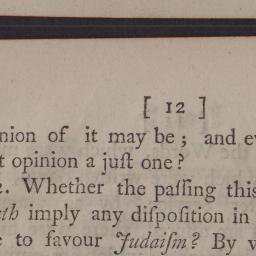 [ 12 ]
nion of it may be; and ev
t opinion a juſt one?
2. Whether the paſſing this
th imply any diſpoſition in
e to favour Judaiſm? By w